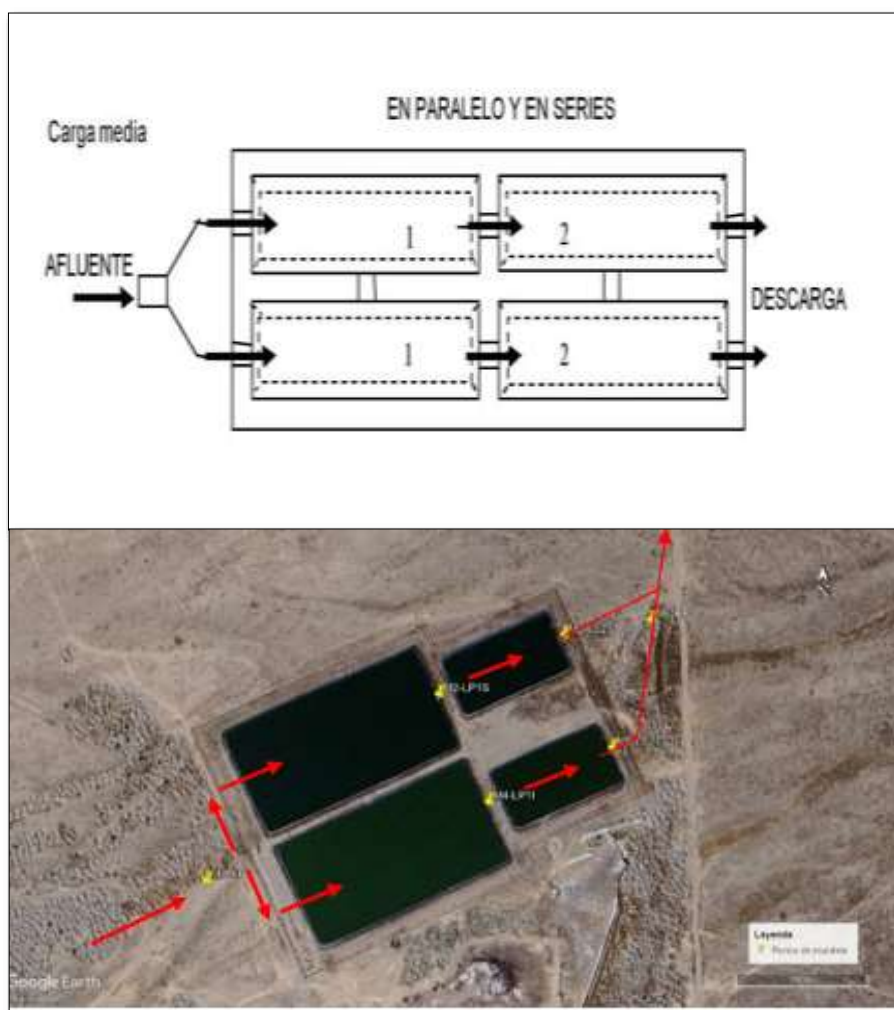 EN PARALELO Y EN SERIES
Carga media
1
2
AFLUENTE
DESCARGA
1
2
Leyenda
Google Earth